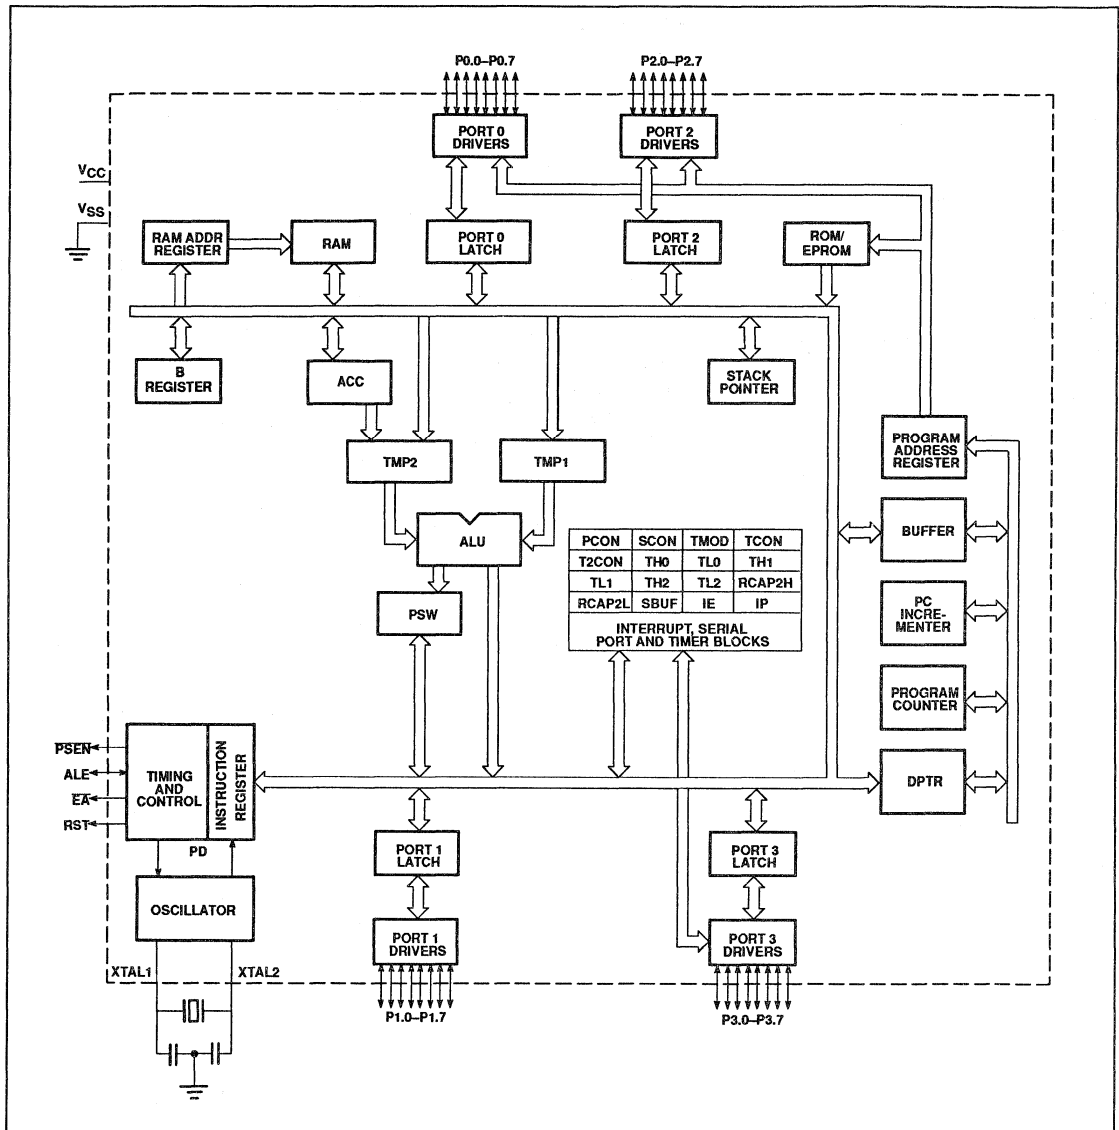 P0.0–P0.7
P2.0–P2.7
PORT 0
DRIVERS
PORT 2
DRIVERS
VCC
VSS
RAM ADDR
REGISTER
RAM
PORT 0
LATCH
PORT 2
LATCH
ROM/
EPROM
B
REGISTER
ACC
STACK
POINTER
TMP2
TMP1
PROGRAM
ADDRESS
REGISTER
ALU
BUFFER
PCON SCON TMOD TCON
T2CON TH0 TL0 TH1
TL1 TH2 TL2 RCAP2H
RCAP2L SBUF IE IP
INTERRUPT, SERIAL
PORT AND TIMER BLOCKS
PSW
PC
INCRE-
MENTER
PROGRAM
COUNTER
PSEN
ALE
EA
RST
TIMING
AND
CONTROL
INSTRUCTION
REGISTER
DPTR
PD
PORT 1
LATCH
PORT 3
LATCH
OSCILLATOR
PORT 1
DRIVERS
PORT 3
DRIVERS
XTAL1
XTAL2
P1.0–P1.7
P3.0–P3.7